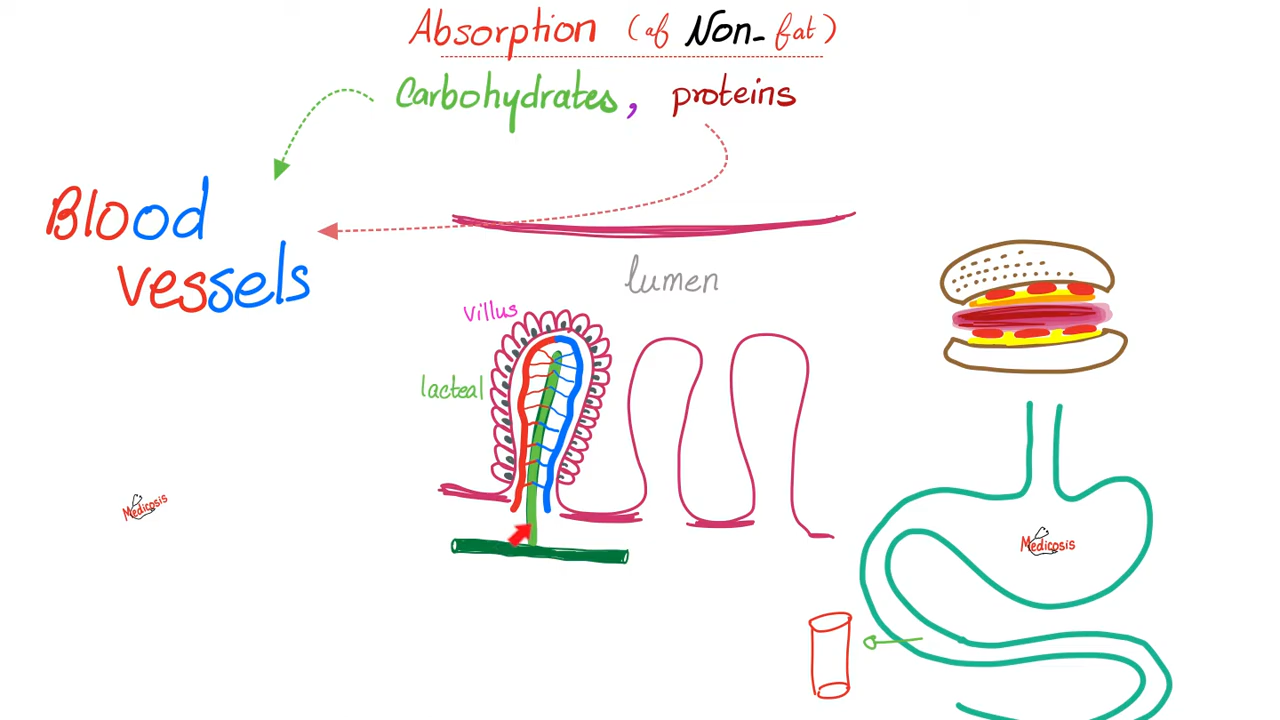 Absorption (of Non-fat)
Carbohydrates, proteins
Blood
vessels
lumen
villus
lacteal
Medicosis
Medicosis